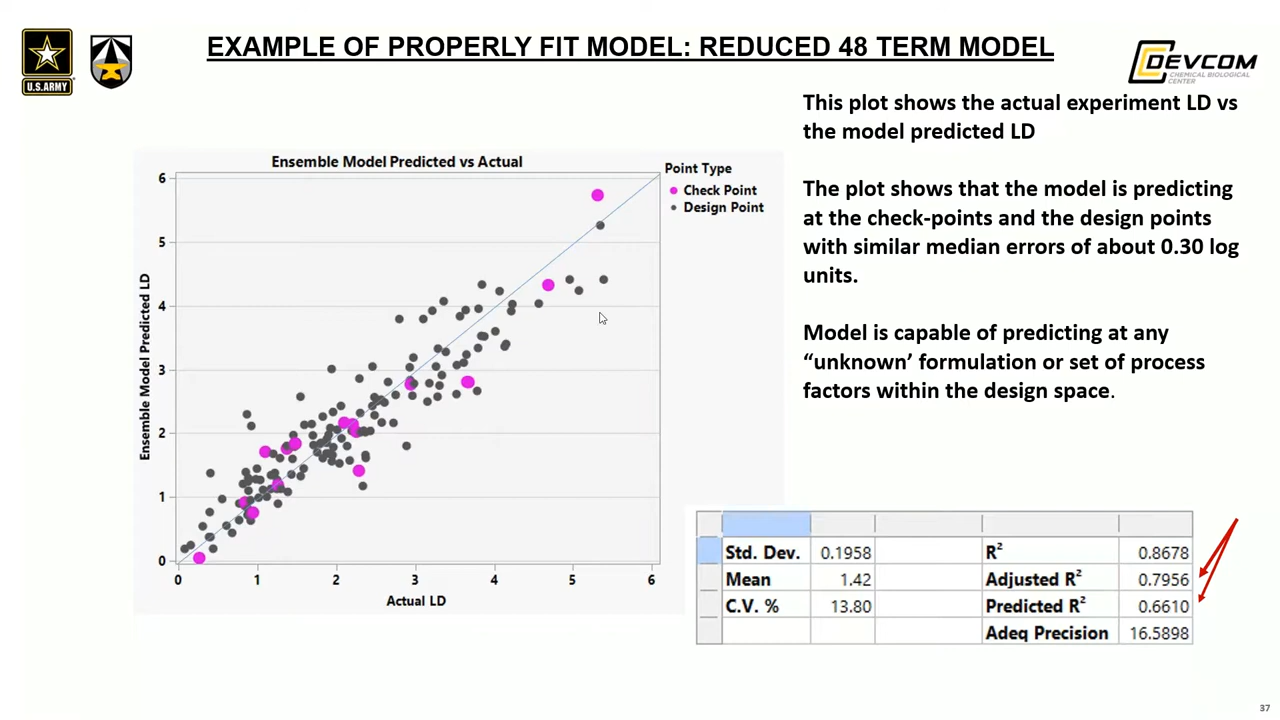 EXAMPLE OF PROPERLY FIT MODEL: REDUCED 48 TERM MODEL
U.S.ARMY
DEVCOM
CHEMICAL BIOLOGICAL
CENTER
This plot shows the actual experiment LD vs
the model predicted LD
The plot shows that the model is predicting
at the check-points and the design points
with similar median errors of about 0.30 log
units.
Model is capable of predicting at any
“unknown’ formulation or set of process
factors within the design space.
Ensemble Model Predicted vs Actual
Point Type
Check Point
Design Point
Ensemble Model Predicted LD
6
5
4
3
2
1
0
0 1 2 3 4 5 6
Actual LD
Std. Dev. 0.1958 R² 0.8678
Mean 1.42 Adjusted R² 0.7956
C.V. % 13.80 Predicted R² 0.6610
Adeq Precision 16.5898
37